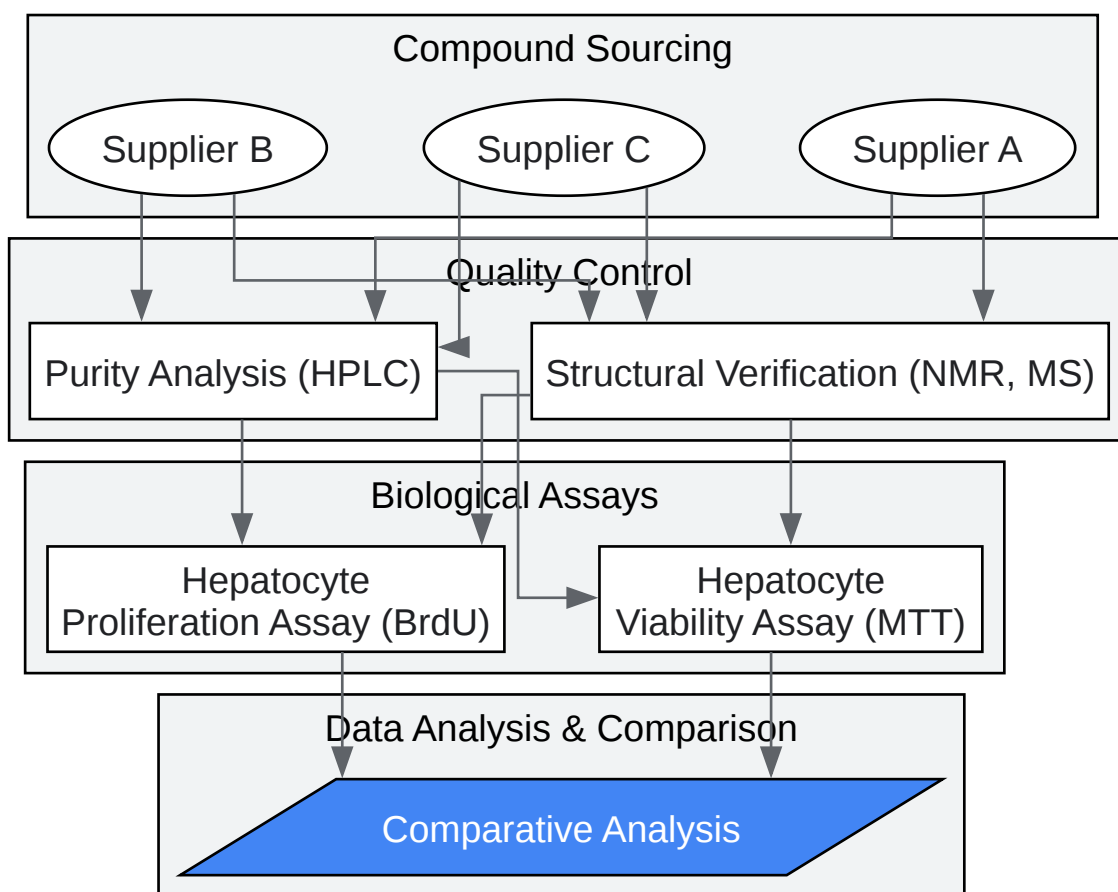 Compound Sourcing
Supplier B
Supplier C
Supplier A
Quality Control
Purity Analysis (HPLC)
Structural Verification (NMR, MS)
Biological Assays
Hepatocyte
Proliferation Assay (BrdU)
Hepatocyte
Viability Assay (MTT)
Data Analysis & Comparison
Comparative Analysis